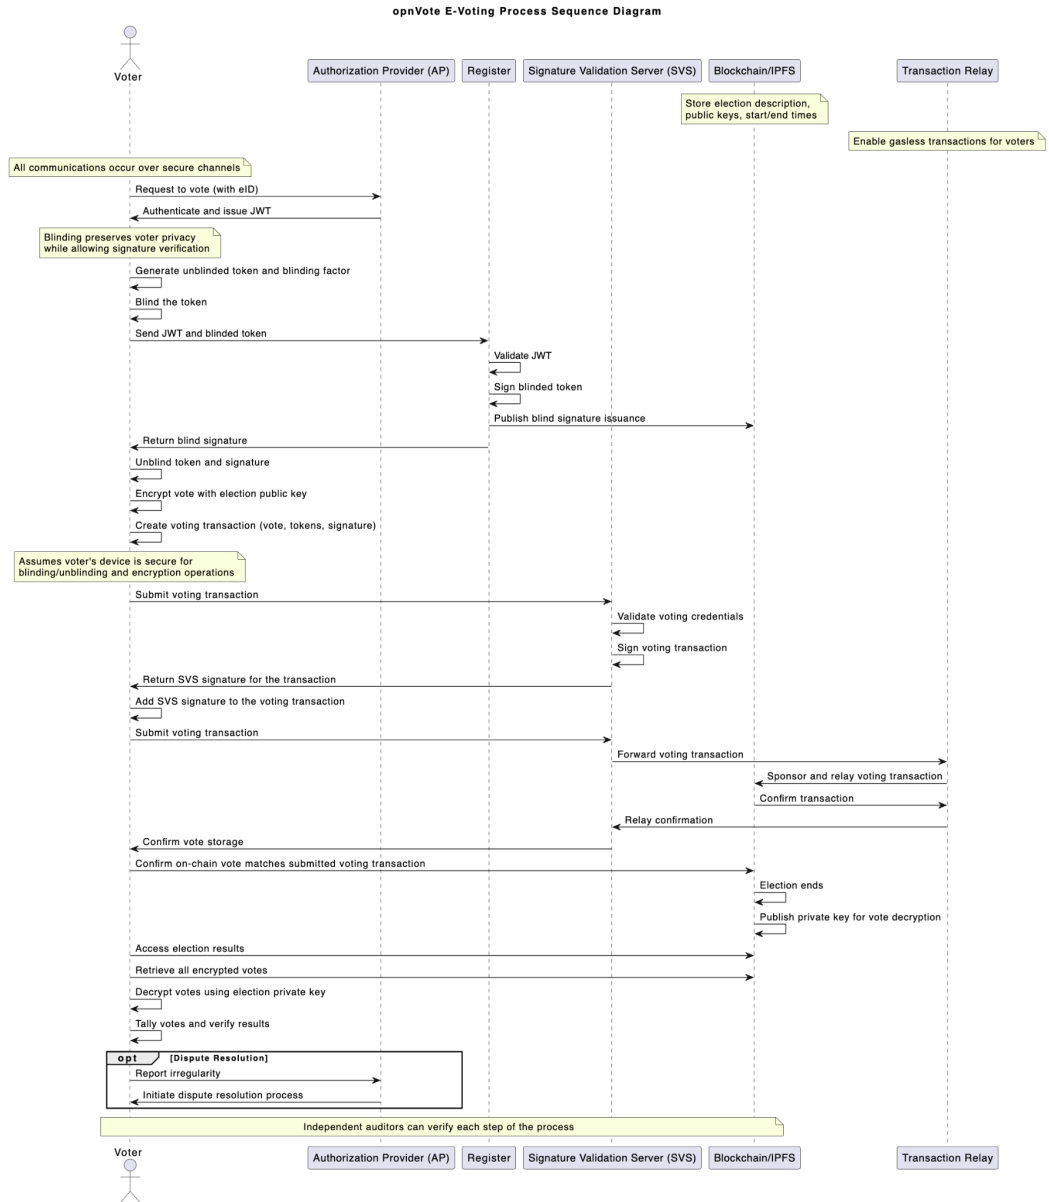 opnVote E-Voting Process Sequence Diagram
Voter
Authorization Provider (AP)
Register
Signature Validation Server (SVS)
Blockchain/IPFS
Transaction Relay
Store election description,
public keys, start/end times
Enable gasless transactions for voters
All communications occur over secure channels
Request to vote (with eID)
Authenticate and issue JWT
Blinding preserves voter privacy
while allowing signature verification
Generate unblinded token and blinding factor
Blind the token
Send JWT and blinded token
Validate JWT
Sign blinded token
Publish blind signature issuance
Return blind signature
Unblind token and signature
Encrypt vote with election public key
Create voting transaction (vote, tokens, signature)
Assumes voter's device is secure for
blinding/unblinding and encryption operations
Submit voting transaction
Validate voting credentials
Sign voting transaction
Return SVS signature for the transaction
Add SVS signature to the voting transaction
Submit voting transaction
Forward voting transaction
Sponsor and relay voting transaction
Confirm transaction
Relay confirmation
Confirm vote storage
Confirm on-chain vote matches submitted voting transaction
Election ends
Publish private key for vote decryption
Access election results
Retrieve all encrypted votes
Decrypt votes using election private key
Tally votes and verify results
opt [Dispute Resolution]
Report irregularity
Initiate dispute resolution process
Independent auditors can verify each step of the process
Voter
Authorization Provider (AP)
Register
Signature Validation Server (SVS)
Blockchain/IPFS
Transaction Relay